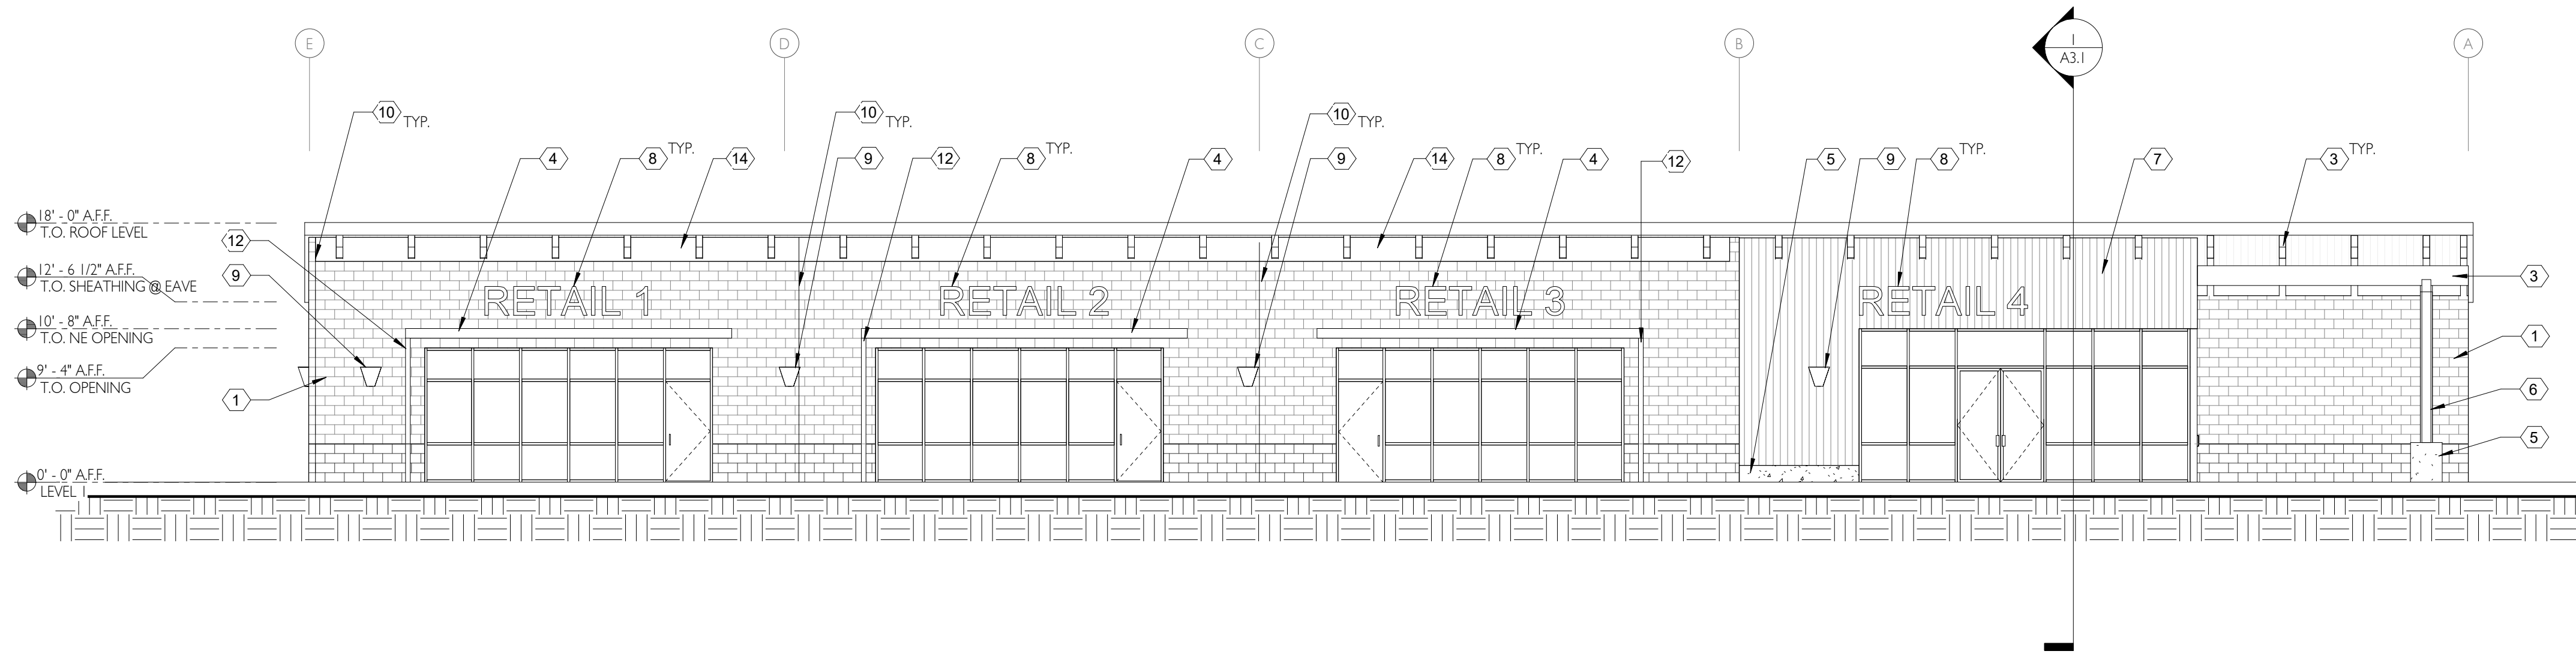 E
D
C
B
A
1
A3.1
10 TYP.
10 TYP.
10 TYP.
4
8 TYP.
14
9
12
8 TYP.
4
9
14
8 TYP.
4
12
5
9
8 TYP.
7
3 TYP.
18' - 0" A.F.F.
T.O. ROOF LEVEL
12
12' - 6 1/2" A.F.F.
T.O. SHEATHING @ EAVE
9
3
RETAIL 1
RETAIL 2
RETAIL 3
RETAIL 4
10' - 8" A.F.F.
T.O. NE OPENING
1
9' - 4" A.F.F.
T.O. OPENING
1
6
5
0' - 0" A.F.F.
LEVEL 1